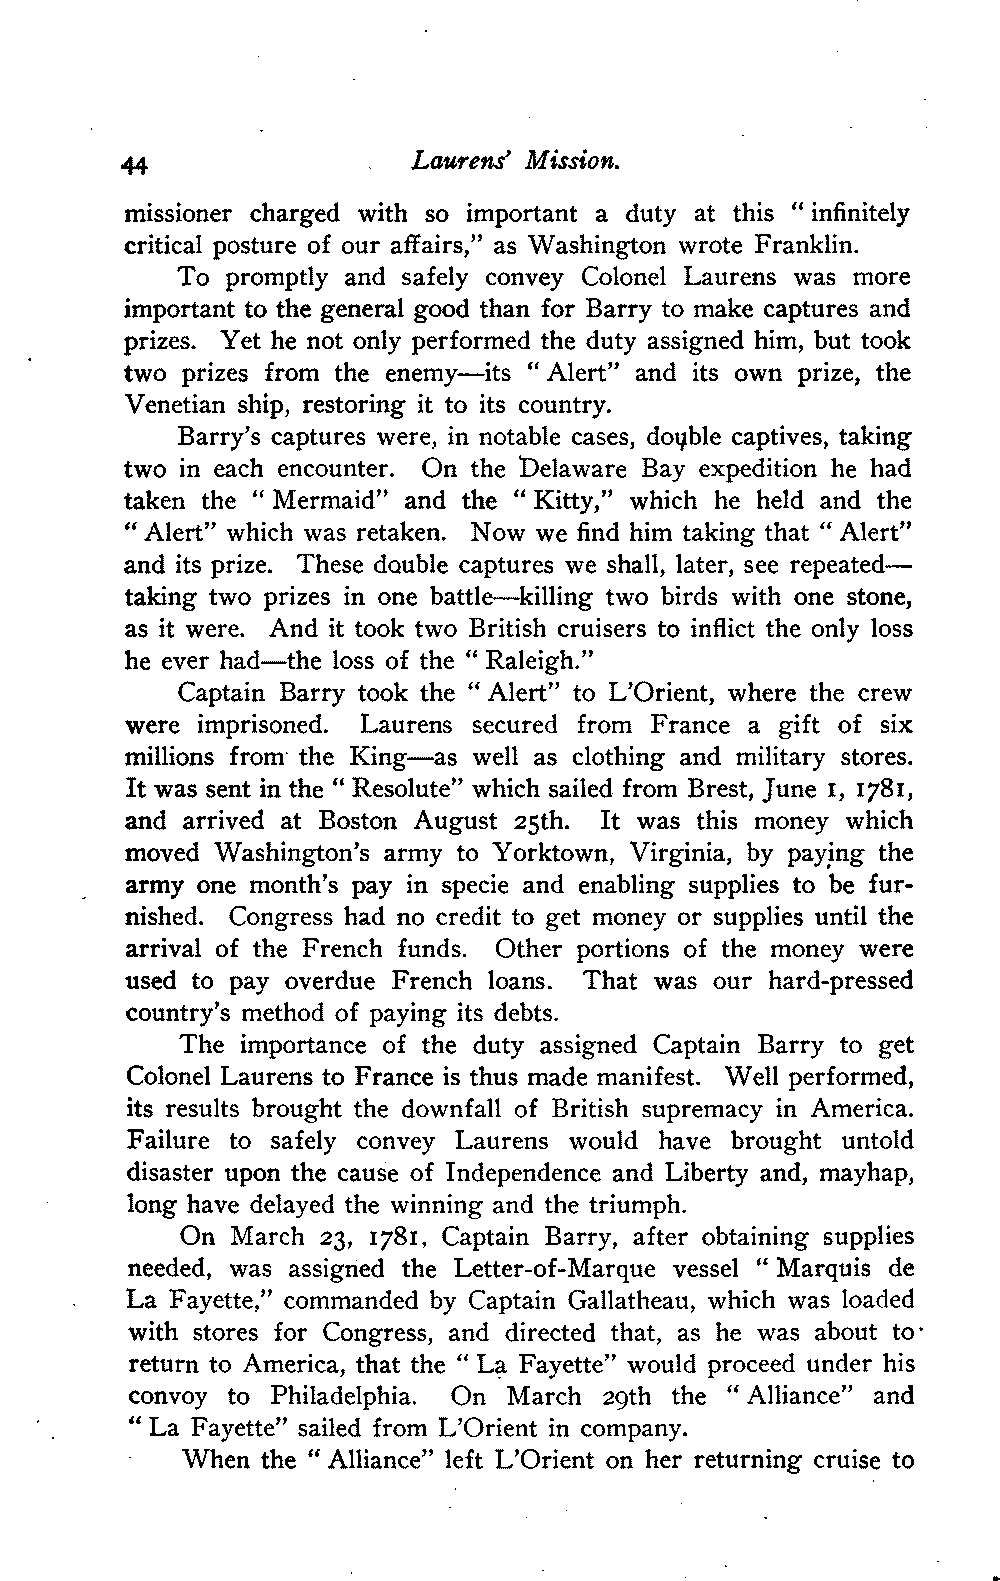 44 Laurens' Mission.
missioner charged with so important a duty at this " infinitely
critical posture of our affairs," as Washington wrote Franklin.
To promptly and safely convey Colonel Laurens was more
important to the general good than for Barry to make captures and
prizes. Yet he not only performed the duty assigned him, but took
two prizes from the enemy—its " Alert" and its own prize, the
Venetian ship, restoring it to its country.
Barry's captures were, in notable cases, double captives, taking
two in each encounter. On the Delaware Bay expedition he had
taken the " Mermaid" and the " Kitty," which he held and the
" Alert" which was retaken. Now we find him taking that " Alert"
and its prize. These double captures we shall, later, see repeated—
taking two prizes in one battle—killing two birds with one stone,
as it were. And it took two British cruisers to inflict the only loss
he ever had—the loss of the " Raleigh."
Captain Barry took the " Alert" to L'Orient, where the crew
were imprisoned. Laurens secured from France a gift of six
millions from the King—as well as clothing and military stores.
It was sent in the " Resolute" which sailed from Brest, June 1, 1781,
and arrived at Boston August 25th. It was this money which
moved Washington's army to Yorktown, Virginia, by paying the
army one month's pay in specie and enabling supplies to be fur-
nished. Congress had no credit to get money or supplies until the
arrival of the French funds. Other portions of the money were
used to pay overdue French loans. That was our hard-pressed
country's method of paying its debts.
The importance of the duty assigned Captain Barry to get
Colonel Laurens to France is thus made manifest. Well performed,
its results brought the downfall of British supremacy in America.
Failure to safely convey Laurens would have brought untold
disaster upon the cause of Independence and Liberty and, mayhap,
long have delayed the winning and the triumph.
On March 23, 1781, Captain Barry, after obtaining supplies
needed, was assigned the Letter-of-Marque vessel " Marquis de
La Fayette," commanded by Captain Gallatheau, which was loaded
with stores for Congress, and directed that, as he was about to
return to America, that the " La Fayette" would proceed under his
convoy to Philadelphia. On March 29th the " Alliance" and
" La Fayette" sailed from L'Orient in company.
When the " Alliance" left L'Orient on her returning cruise to